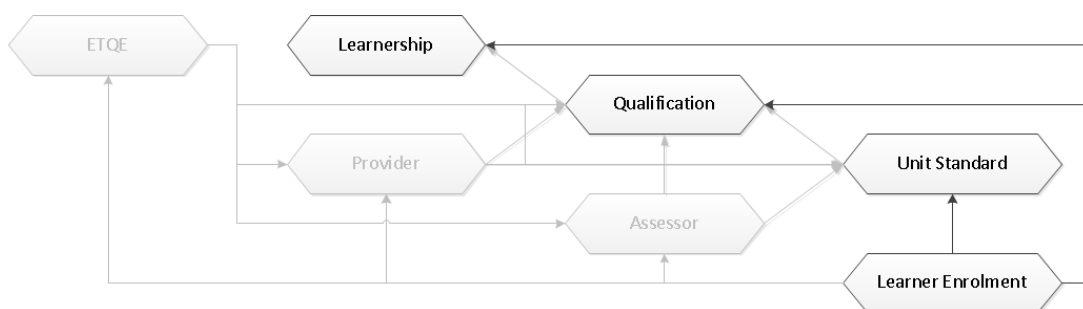 ETQE
Learnership
Qualification
Provider
Unit Standard
Assessor
Learner Enrolment